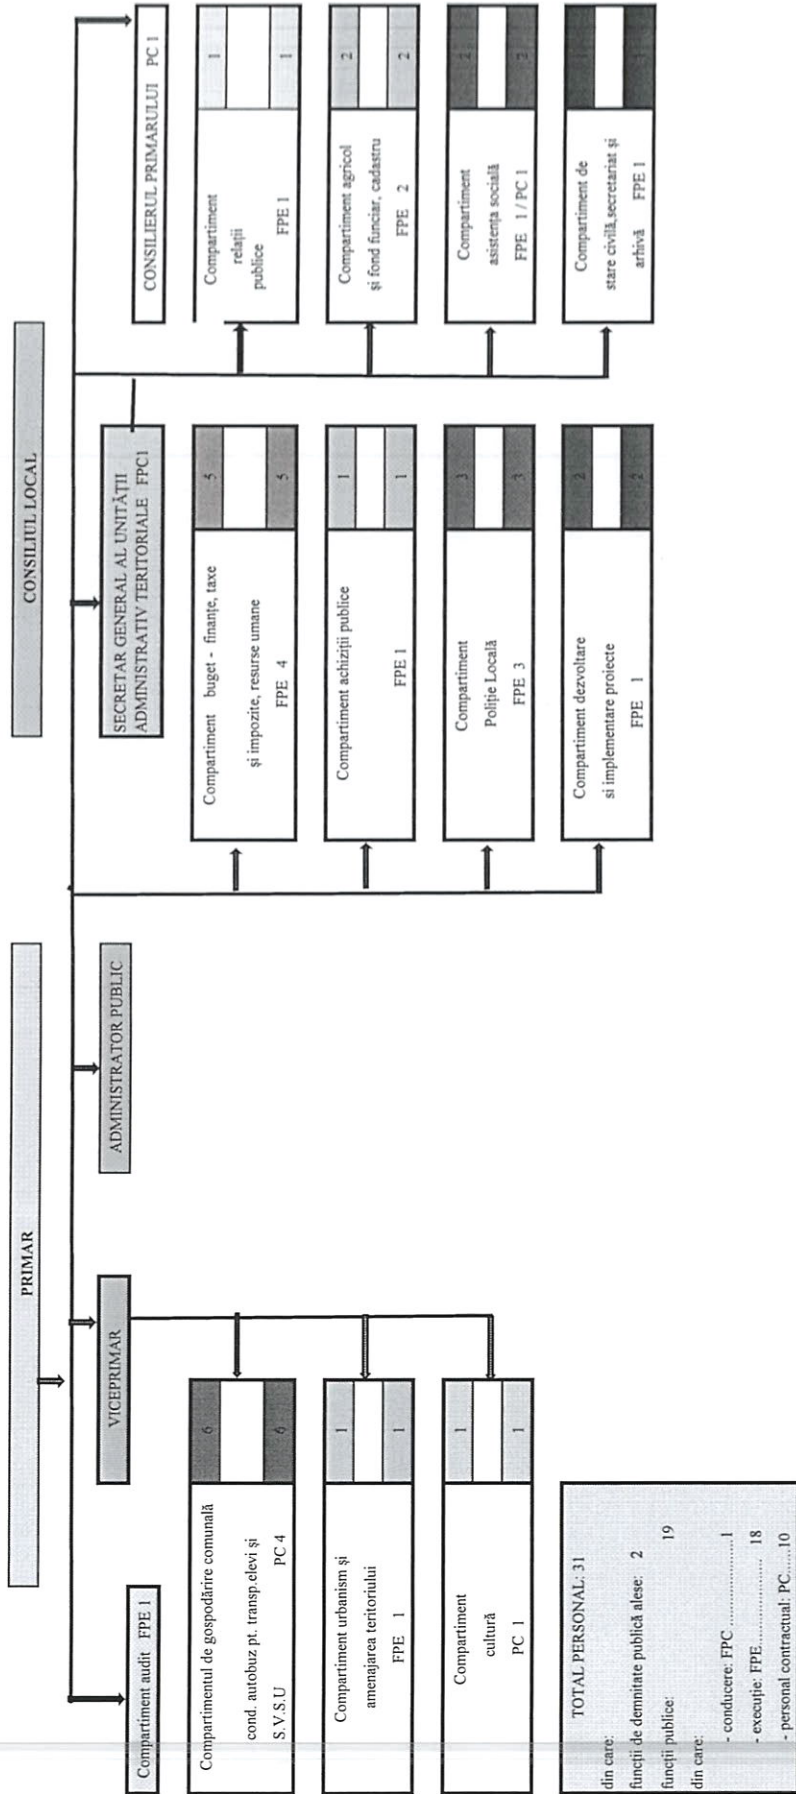 PRIMAR
CONSILIUL LOCAL
Compartiment audit FPE 1
VICEPRIMAR
ADMINISTRATOR PUBLIC
SECRETAR GENERAL AL UNITĂȚII
ADMINISTRATIV TERITORIALE FPC1
CONSILIERUL PRIMARULUI PC 1
Compartimentul de gospodărire comunală
cond. autobuz pt. transp.elevi și
S.V.S.U PC 4
6
6
Compartiment urbanism și
amenajarea teritoriului
FPE 1
1
1
Compartiment
cultură
PC 1
1
1
Compartiment buget - finanțe, taxe
și impozite, resurse umane
FPE 4
5
5
Compartiment achiziții publice
FPE 1
1
1
Compartiment
Poliție Locală
FPE 3
3
3
Compartiment dezvoltare
si implementare proiecte
FPE 1
2
2
Compartiment
relații
publice FPE 1
1
1
Compartiment agricol
și fond funciar, cadastru
FPE 2
2
2
Compartiment
asistența socială
FPE 1 / PC 1
2
2
Compartiment de
stare civilă,secretariat și
arhivă FPE 1
TOTAL PERSONAL: 31
din care:
funcții de demnitate publică alese: 2
funcții publice: 19
din care:
- conducere: FPC ..................1
- execuție: FPE.................. 18
- personal contractual: PC......10